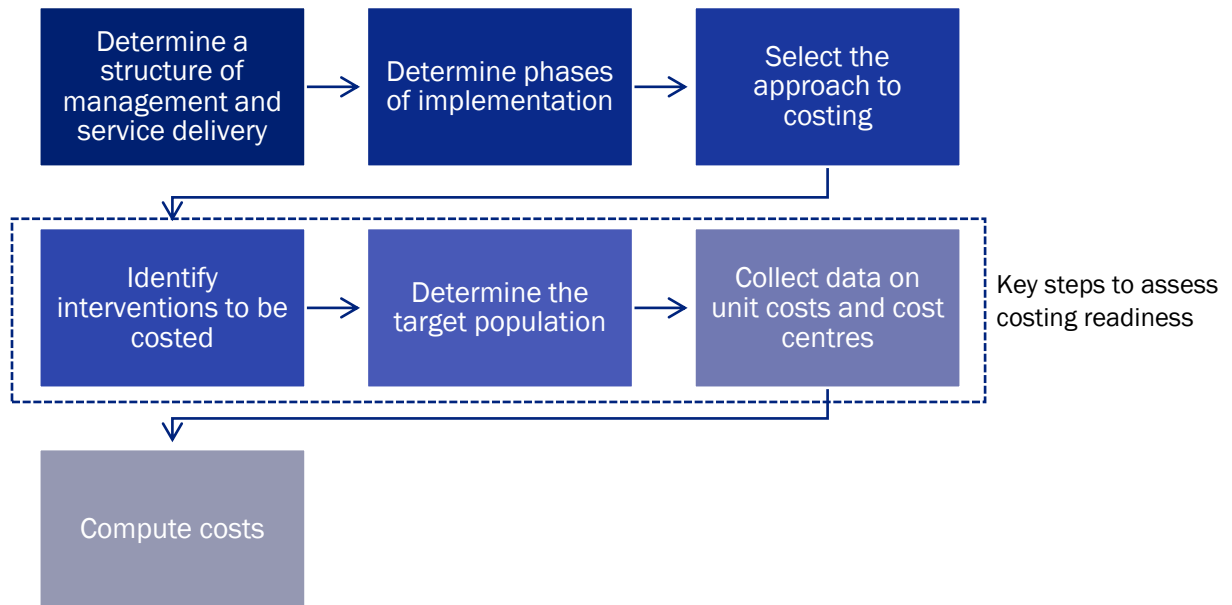 Determine a
structure of
management and
service delivery
Determine phases
of implementation
Select the
approach to
costing
Identify
interventions to be
costed
Determine the
target population
Collect data on
unit costs and cost
centres
Key steps to assess
costing readiness
Compute costs